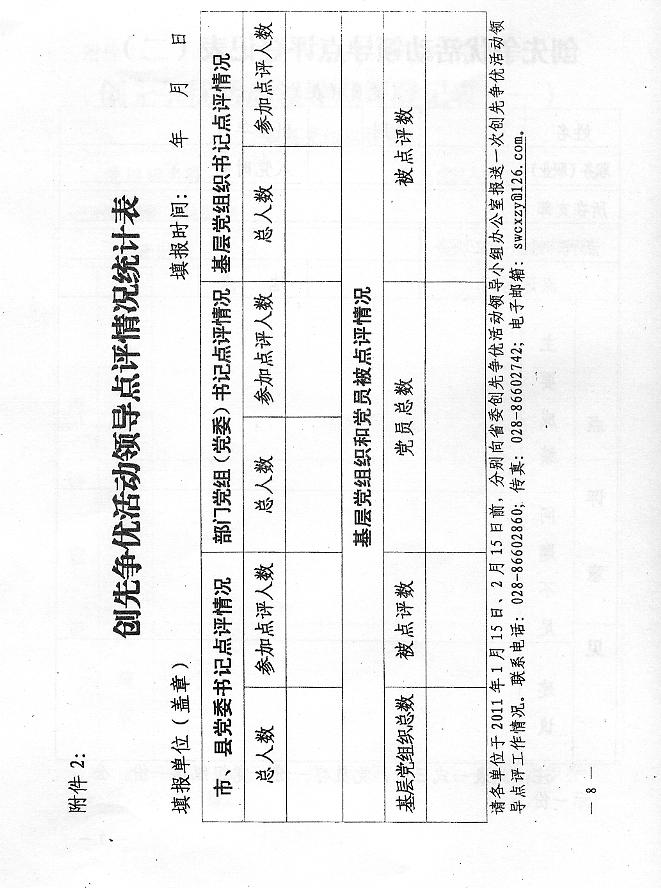 附件2:
创先争优活动领导点评情况统计表
填报单位(盖章) 填报时间: 年 月 日
市、县党委书记点评情况 部门党组(党委)书记点评情况 基层党组织书记点评情况
总人数 参加点评人数 总人数 参加点评人数 总人数 参加点评人数
基层党组织和党员被点评情况
基层党组织总数 被点评数 党员总数 被点评数
请各单位于2011年1月15日、2月15日前,分别向省委创先争优活动领导小组办公室报送一次创先争优活动领
导点评工作情况。联系电话: 028-86602860; 传真: 028-86602742; 电子邮箱: swcxzy@126.com。
— 8 —